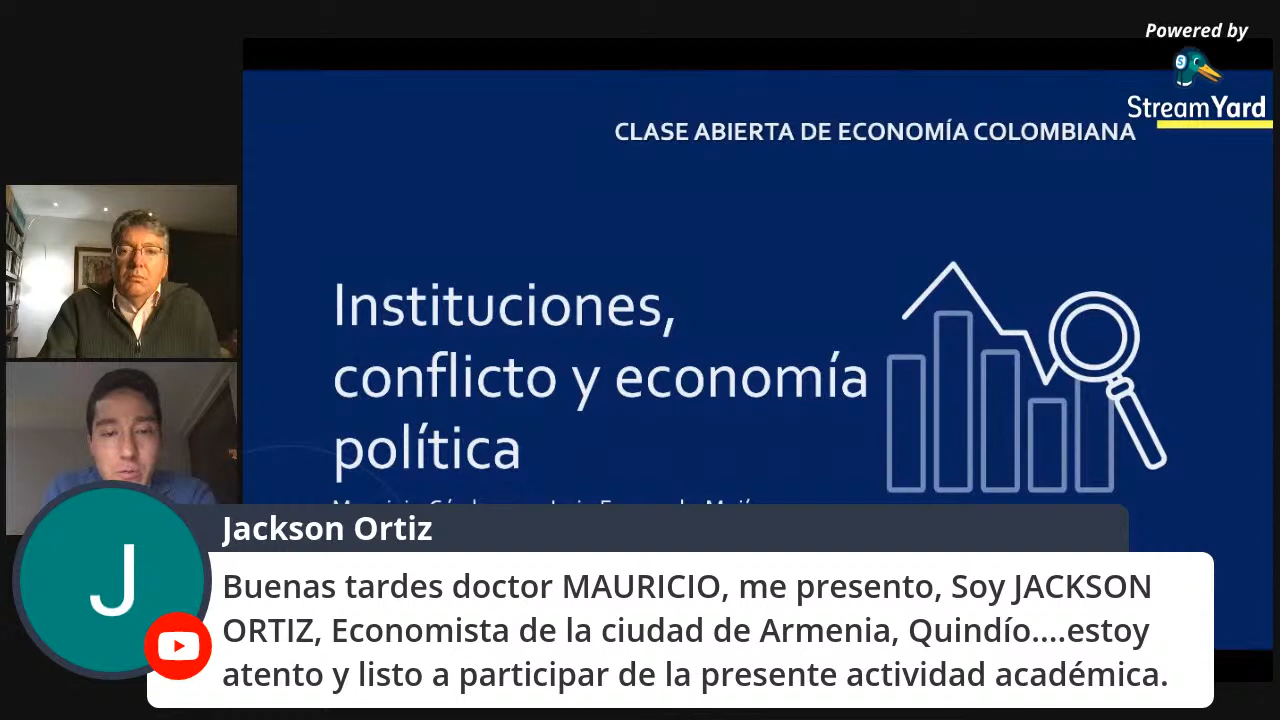 Powered by
StreamYard
CLASE ABIERTA DE ECONOMÍA COLOMBIANA
Instituciones,
conflicto y economía
política
Jackson Ortiz
J
Buenas tardes doctor MAURICIO, me presento, Soy JACKSON
ORTIZ, Economista de la ciudad de Armenia, Quindío....estoy
atento y listo a participar de la presente actividad académica.